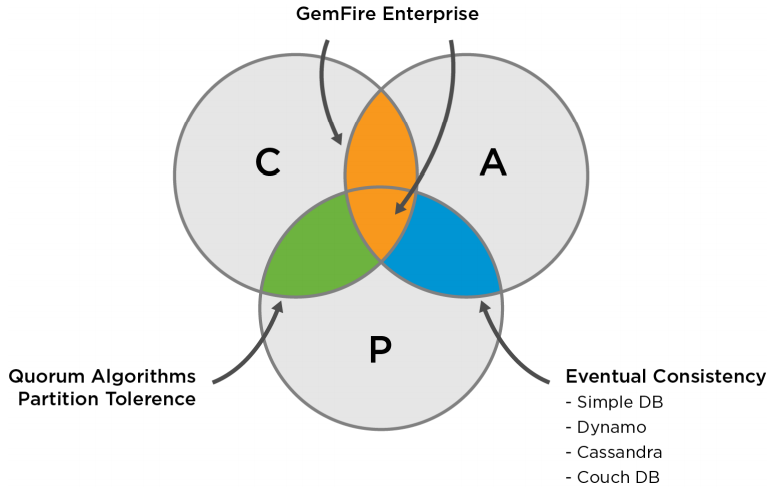 GemFire Enterprise
C
A
P
Quorum Algorithms
Partition Tolerence
Eventual Consistency
- Simple DB
- Dynamo
- Cassandra
- Couch DB